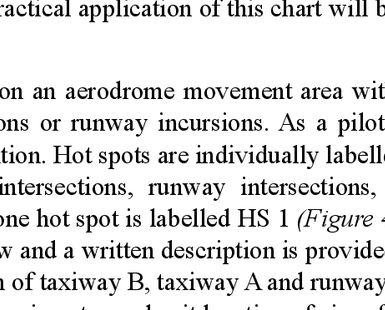 ractical application of this chart will b
on an aerodrome movement area wit
ons or runway incursions. As a pilot
tion. Hot spots are individually labelle
intersections, runway intersections,
one hot spot is labelled HS 1 (Figure 4
w and a written description is provide
n of taxiway B, taxiway A and runway